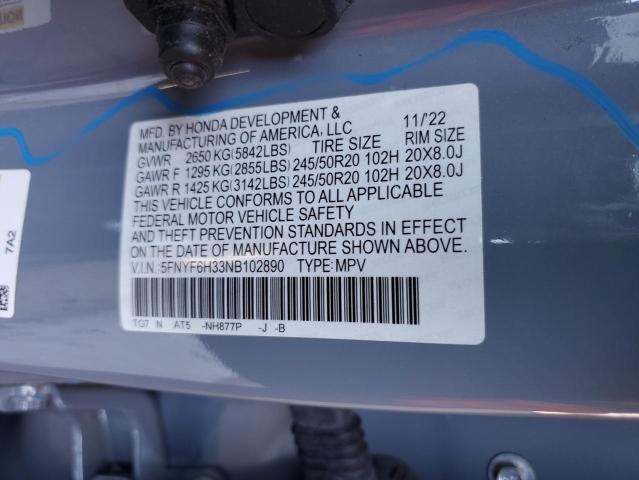 MFD. BY HONDA DEVELOPMENT & 11/'22
MANUFACTURING OF AMERICA, LLC
GVWR 2650 KG(5842LBS) TIRE SIZE RIM SIZE
GAWR F 1295 KG(2855LBS) 245/50R20 102H 20X8.0J
GAWR R 1425 KG(3142LBS) 245/50R20 102H 20X8.0J
THIS VEHICLE CONFORMS TO ALL APPLICABLE
FEDERAL MOTOR VEHICLE SAFETY
AND THEFT PREVENTION STANDARDS IN EFFECT
ON THE DATE OF MANUFACTURE SHOWN ABOVE.
V.I.N.: 5FNYF6H33NB102890 TYPE: MPV
TG7 N AT5 -NH877P -J -B
7A2